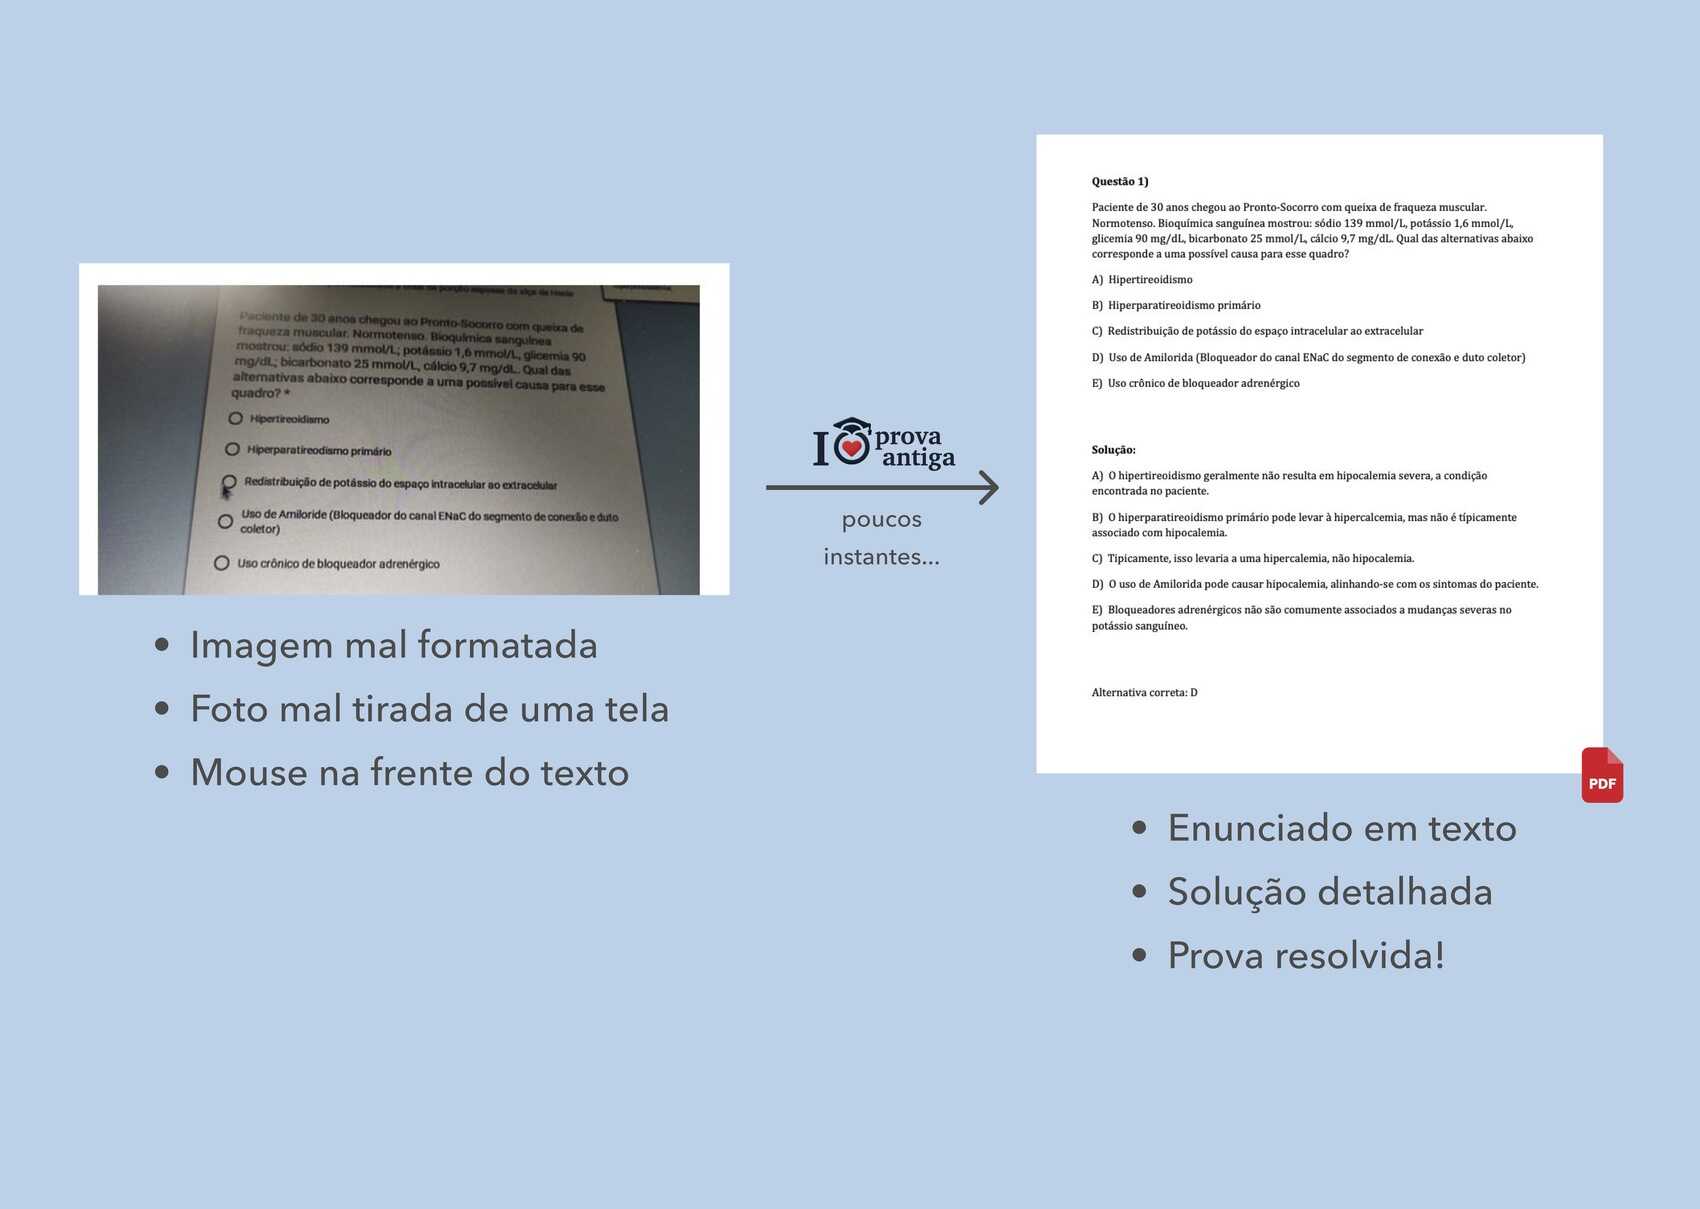 Paciente de 30 anos chegou ao Pronto-Socorro com queixa de
fraqueza muscular. Normotenso. Bioquímica sanguínea
mostrou: sódio 139 mmol/L; potássio 1,6 mmol/L, glicemia 90
mg/dL; bicarbonato 25 mmol/L, cálcio 9,7 mg/dL. Qual das
alternativas abaixo corresponde a uma possível causa para esse
quadro? *
Hipertireoidismo
Hiperparatireodismo primário
Redistribuição de potássio do espaço intracelular ao extracelular
Uso de Amiloride (Bloqueador do canal ENaC do segmento de conexão e duto
coletor)
Uso crônico de bloqueador adrenérgico
• Imagem mal formatada
• Foto mal tirada de uma tela
• Mouse na frente do texto
I prova
antiga
poucos
instantes...
Questão 1)
Paciente de 30 anos chegou ao Pronto-Socorro com queixa de fraqueza muscular.
Normotenso. Bioquímica sanguínea mostrou: sódio 139 mmol/L, potássio 1,6 mmol/L,
glicemia 90 mg/dL, bicarbonato 25 mmol/L, cálcio 9,7 mg/dL. Qual das alternativas abaixo
corresponde a uma possível causa para esse quadro?
A) Hipertireoidismo
B) Hiperparatireoidismo primário
C) Redistribuição de potássio do espaço intracelular ao extracelular
D) Uso de Amilorida (Bloqueador do canal ENaC do segmento de conexão e duto coletor)
E) Uso crônico de bloqueador adrenérgico
Solução:
A) O hipertireoidismo geralmente não resulta em hipocalemia severa, a condição
encontrada no paciente.
B) O hiperparatireoidismo primário pode levar à hipercalcemia, mas não é típicamente
associado com hipocalemia.
C) Tipicamente, isso levaria a uma hipercalemia, não hipocalemia.
D) O uso de Amilorida pode causar hipocalemia, alinhando-se com os sintomas do paciente.
E) Bloqueadores adrenérgicos não são comumente associados a mudanças severas no
potássio sanguíneo.
Alternativa correta: D
PDF
• Enunciado em texto
• Solução detalhada
• Prova resolvida!